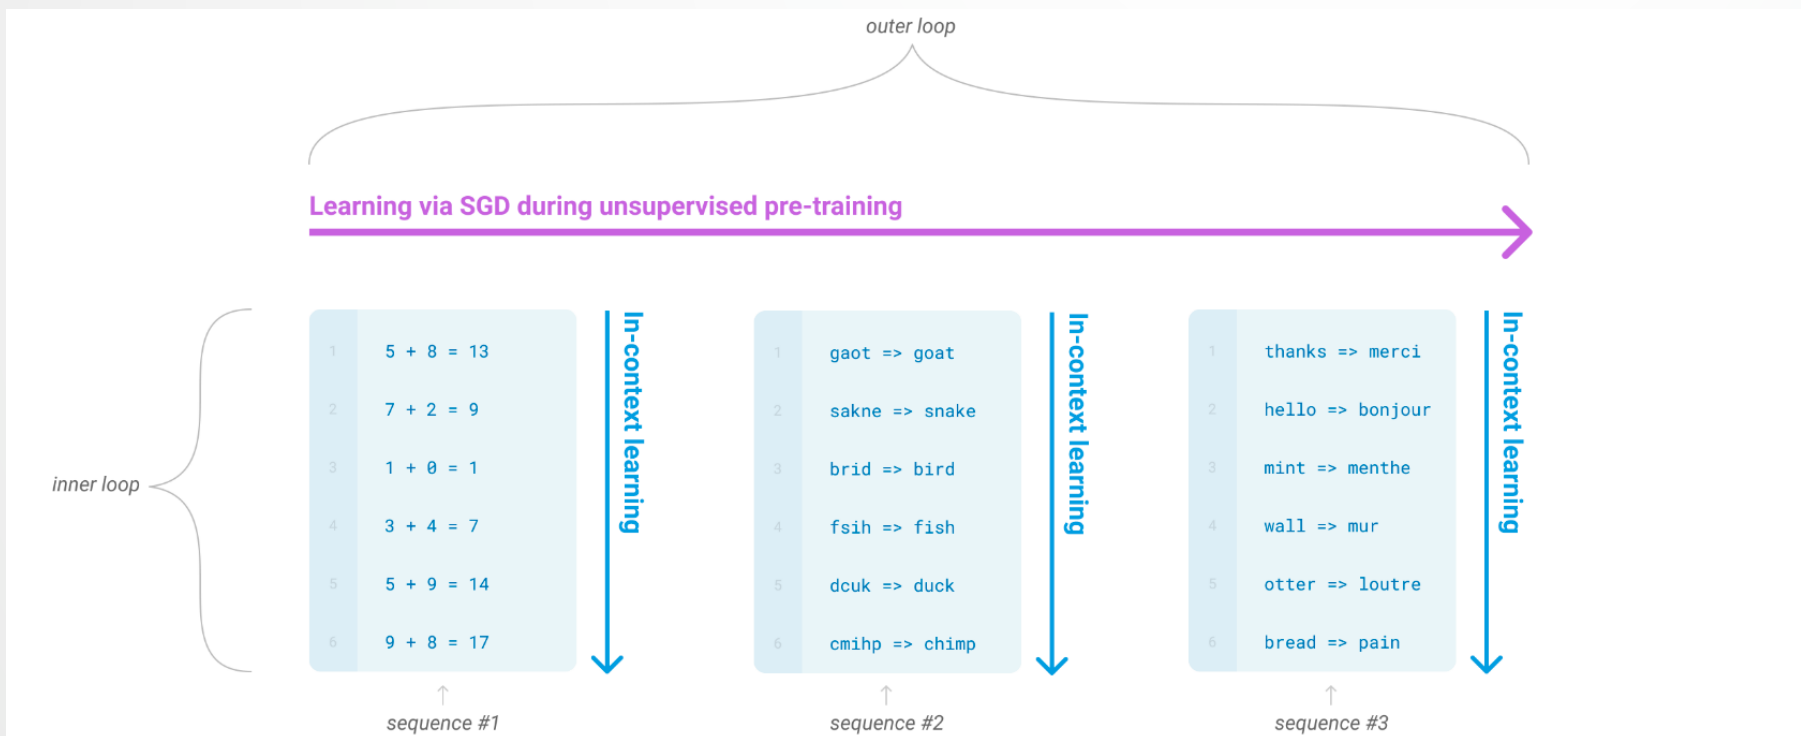 outer loop
Learning via SGD during unsupervised pre-training
inner loop
1 5 + 8 = 13
2 7 + 2 = 9
3 1 + 0 = 1
4 3 + 4 = 7
5 5 + 9 = 14
6 9 + 8 = 17
In-context learning
sequence #1
1 gaot => goat
2 sakne => snake
3 brid => bird
4 fsih => fish
5 dcuk => duck
6 cmihp => chimp
In-context learning
sequence #2
1 thanks => merci
2 hello => bonjour
3 mint => menthe
4 wall => mur
5 otter => loutre
6 bread => pain
In-context learning
sequence #3